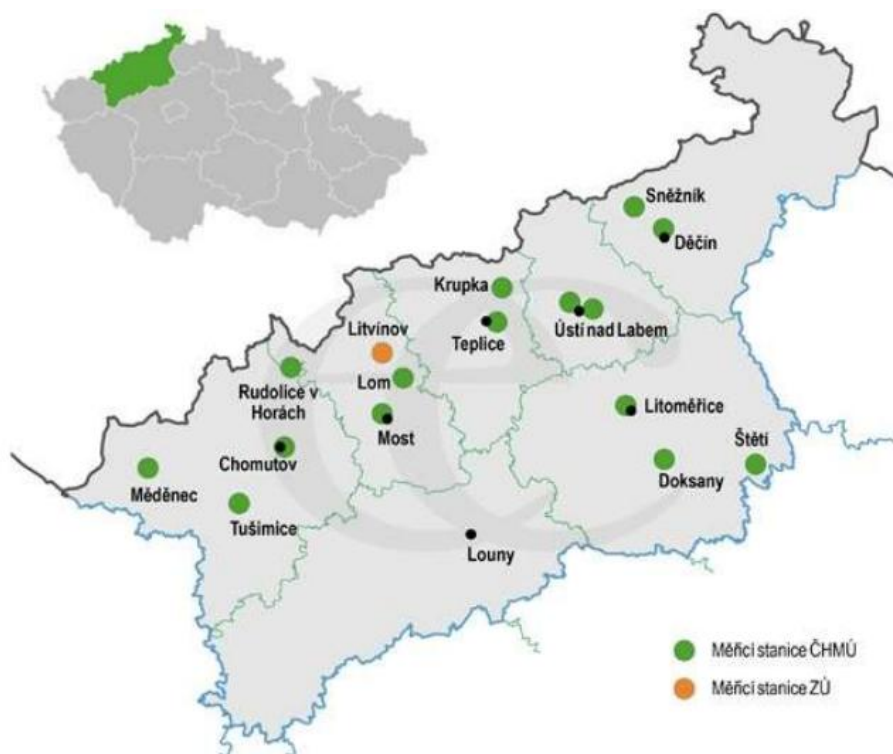 Sněžník
Děčín
Krupka
Ústí nad Labem
Teplice
Litvínov
Lom
Rudolice v
Horách
Most
Litoměřice
Štětí
Chomutov
Doksany
Měděnec
Tušimice
Louny
Měřicí stanice ČHMÚ
Měřicí stanice ZÚ